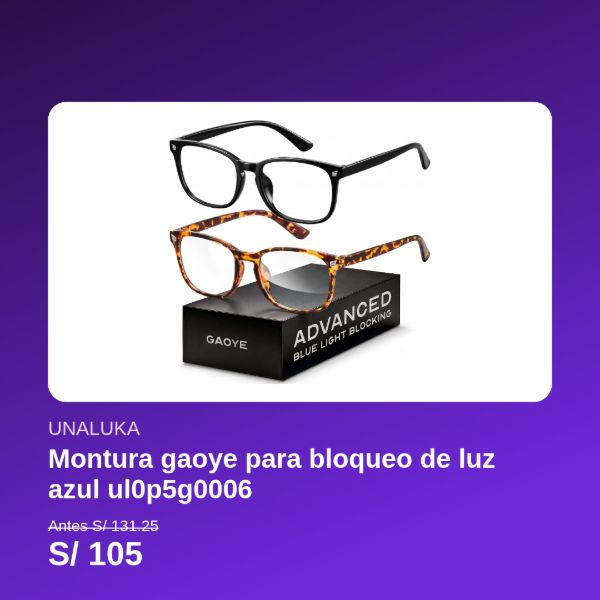 GAOYE
ADVANCED
BLUE LIGHT BLOCKING
UNALUKA
Montura gaoye para bloqueo de luz
azul ul0p5g0006
Antes S/ 131.25
S/ 105